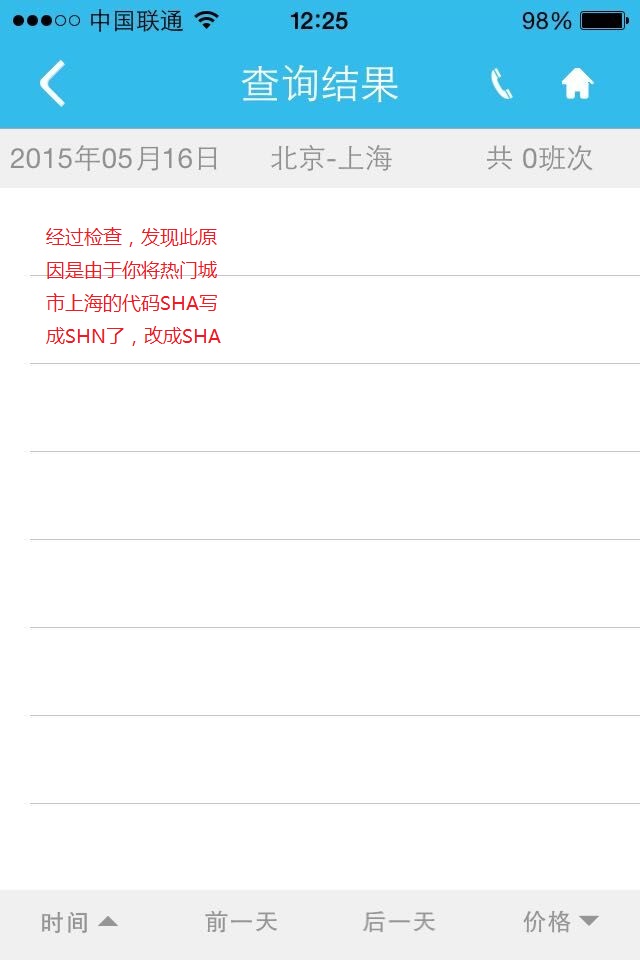 中国联通 12:25 98%
查询结果
2015年05月16日 北京-上海 共 0班次
经过检查，发现此原
因是由于你将热门城
市上海的代码SHA写
成SHN了，改成SHA
时间 前一天 后一天 价格